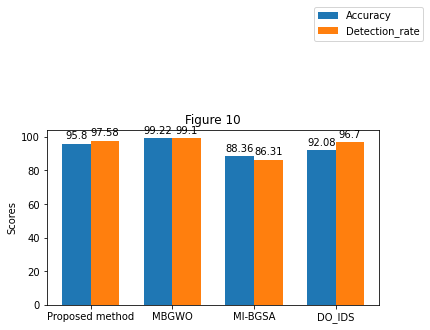 Accuracy
Detection_rate
Figure 10
Scores
100
80
60
40
20
0
95.8
97.58
99.22
99.1
88.36
86.31
92.08
96.7
Proposed method
MBGWO
MI-BGSA
DO_IDS